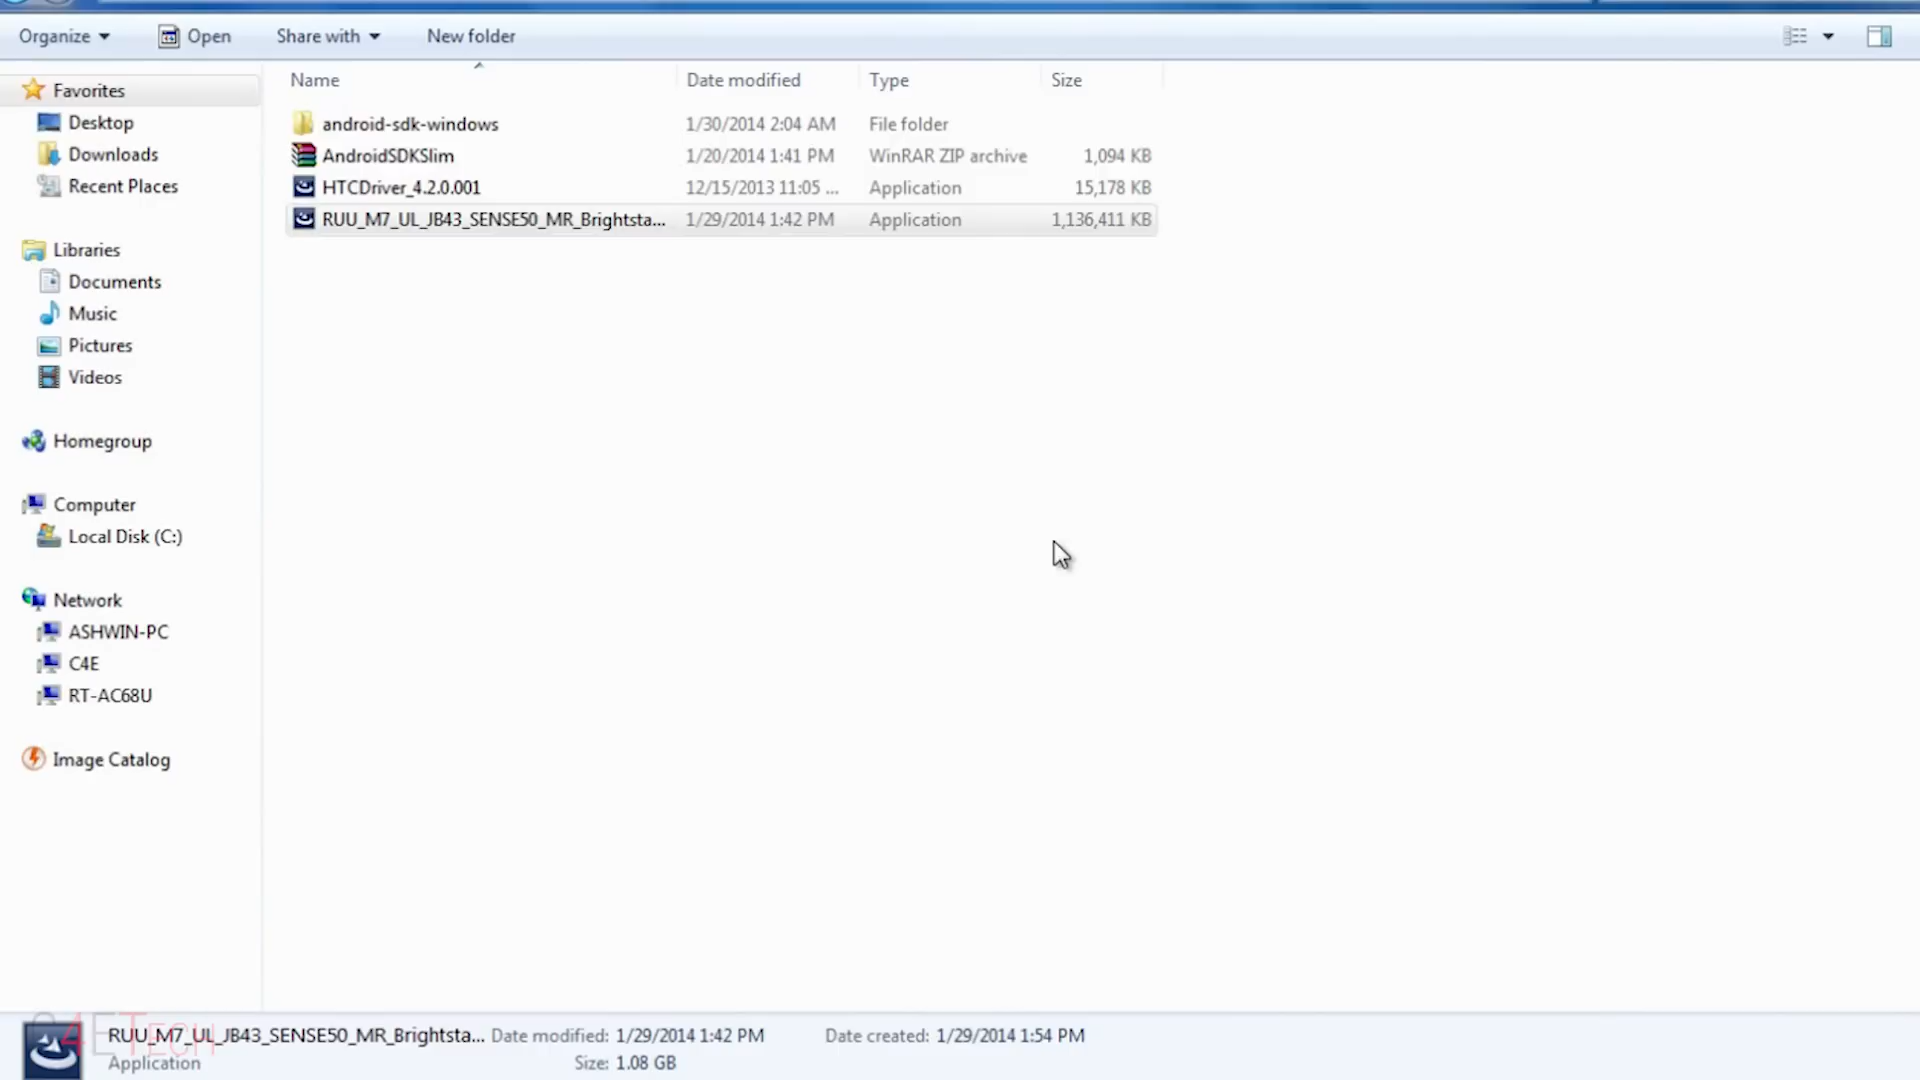 Organize Open Share with New folder
Name Date modified Type Size
Favorites
Desktop
Downloads
Recent Places
Libraries
Documents
Music
Pictures
Videos
Homegroup
Computer
Local Disk (C:)
Network
ASHWIN-PC
C4E
RT-AC68U
Image Catalog
android-sdk-windows 1/30/2014 2:04 AM File folder
AndroidSDKSlim 1/20/2014 1:41 PM WinRAR ZIP archive 1,094 KB
HTCDriver_4.2.0.001 12/15/2013 11:05 ... Application 15,178 KB
RUU_M7_UL_JB43_SENSE50_MR_Brightsta... 1/29/2014 1:42 PM Application 1,136,411 KB
RUU_M7_UL_JB43_SENSE50_MR_Brightsta... Date modified: 1/29/2014 1:42 PM Date created: 1/29/2014 1:54 PM
Application Size: 1.08 GB
C4ETech